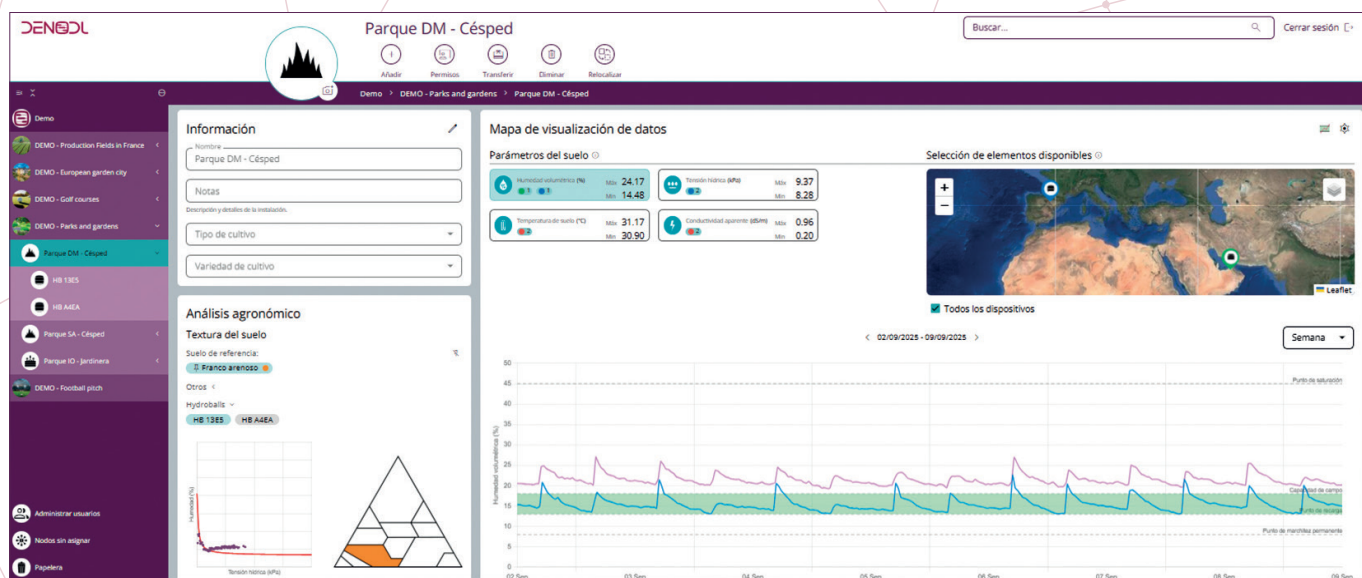 DENODL
Parque DM - Césped
Buscar...
Cerrar sesión
Añadir
Permisos
Transferir
Eliminar
Relocalizar
Demo > DEMO - Parks and gardens > Parque DM - Césped
Demo
DEMO - Production Fields in France
DEMO - European garden city
DEMO - Golf courses
DEMO - Parks and gardens
Parque DM - Césped
HB 13E5
HB A4EA
Parque SA - Césped
Parque IO - Jardinera
DEMO - Football pitch
Administrar usuarios
Nodos sin asignar
Papelera
Información
Nombre
Parque DM - Césped
Notas
Descripción y detalles de la instalación.
Tipo de cultivo
Variedad de cultivo
Análisis agronómico
Textura del suelo
Suelo de referencia:
Franco arenoso
Otros
Hydroballs
HB 13E5
HB A4EA
Humedad (%)
Tensión hídrica (kPa)
Mapa de visualización de datos
Parámetros del suelo
Humedad volumétrica (%)
1 1
Máx 24.17
Min 14.48
Tensión hídrica (kPa)
2
Máx 9.37
Min 8.28
Temperatura de suelo (°C)
2
Máx 31.17
Min 30.90
Conductividad aparente (dS/m)
2
Máx 0.96
Min 0.20
Selección de elementos disponibles
+
−
Leaflet
Todos los dispositivos
< 02/09/2025 - 09/09/2025 >
Semana
Humedad volumétrica (%)
50
45
40
35
30
25
20
15
10
5
0
Punto de saturación
Capacidad de campo
Punto de recarga
Punto de marchitez permanente
02 Sep
03 Sep
04 Sep
05 Sep
06 Sep
07 Sep
08 Sep
09 Sep